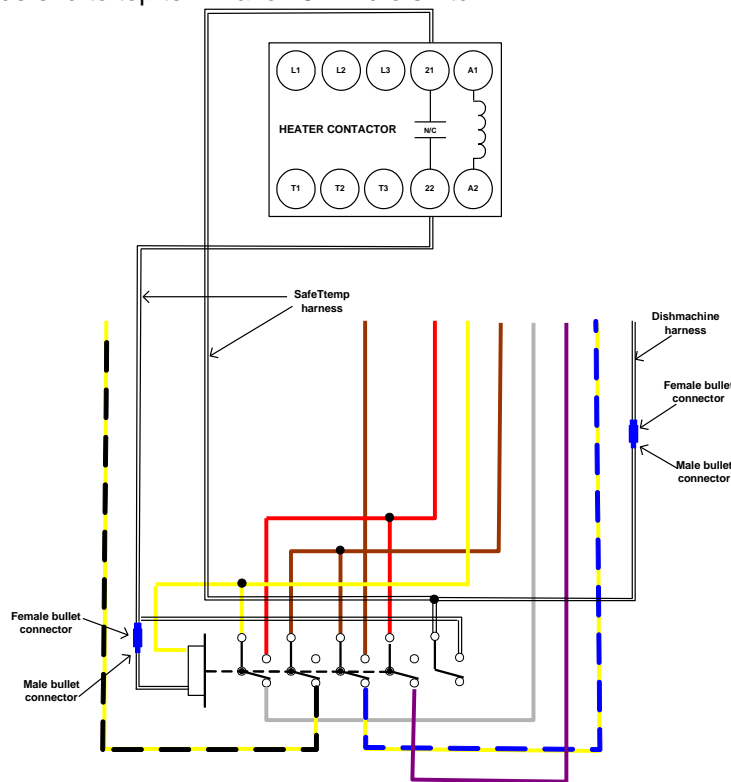 L1 L2 L3 21 A1
HEATER CONTACTOR
N/C
T1 T2 T3 22 A2
SafeTtemp
harness
Dishmachine
harness
Female bullet
connector
Male bullet
connector
Female bullet
connector
Male bullet
connector